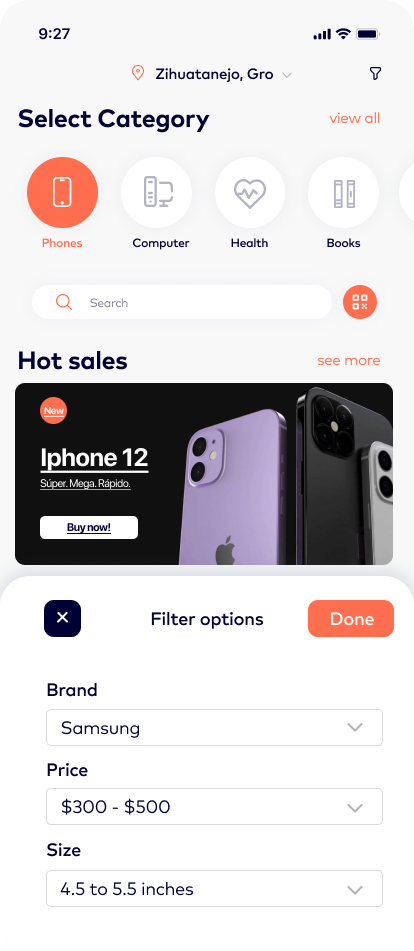 9:27
Zihuatanejo, Gro
Select Category
view all
Phones
Computer
Health
Books
Search
Hot sales
see more
New
Iphone 12
Súper. Mega. Rápido.
Buy now!
Filter options
Done
Brand
Samsung
Price
$300 - $500
Size
4.5 to 5.5 inches